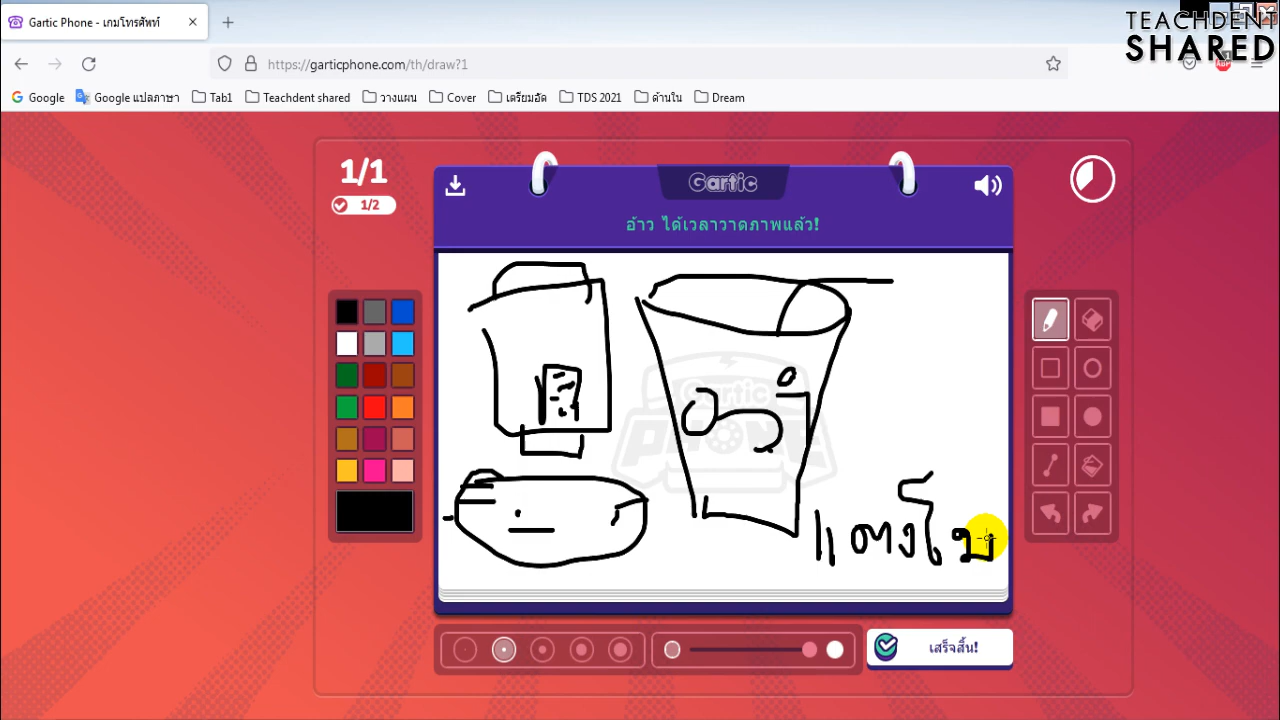 Gartic Phone - เกมโทรศัพท์
TEACHDENT
SHARED
https://garticphone.com/th/draw?1
Google
Google แปลภาษา
Tab1
Teachdent shared
วางแผน
Cover
เตรียมอัด
TDS 2021
ด้านใน
Dream
ABP
1/1
1/2
Gartic
อ้าว ได้เวลาวาดภาพแล้ว!
Gartic
PHONE
แตงโม
เสร็จสิ้น!